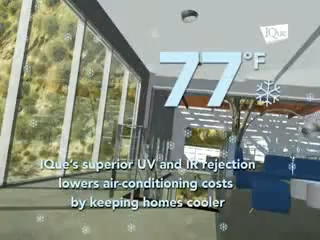 IQue
77°F
IQue's superior UV and IR rejection
lowers air-conditioning costs
by keeping homes cooler